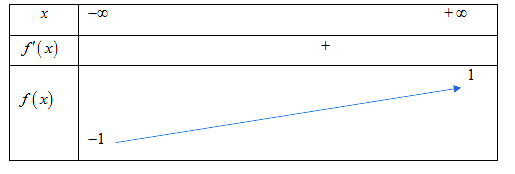 x −∞ +∞
f′(x) +
1
f(x)
−1